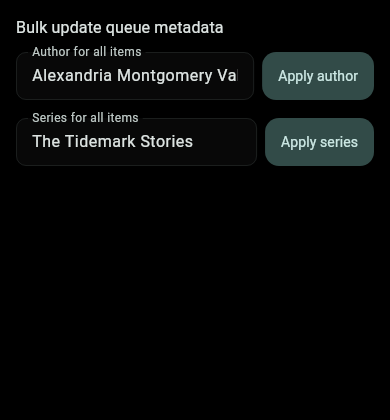 Bulk update queue metadata
Author for all items
Alexandria Montgomery Va
Apply author
Series for all items
The Tidemark Stories
Apply series